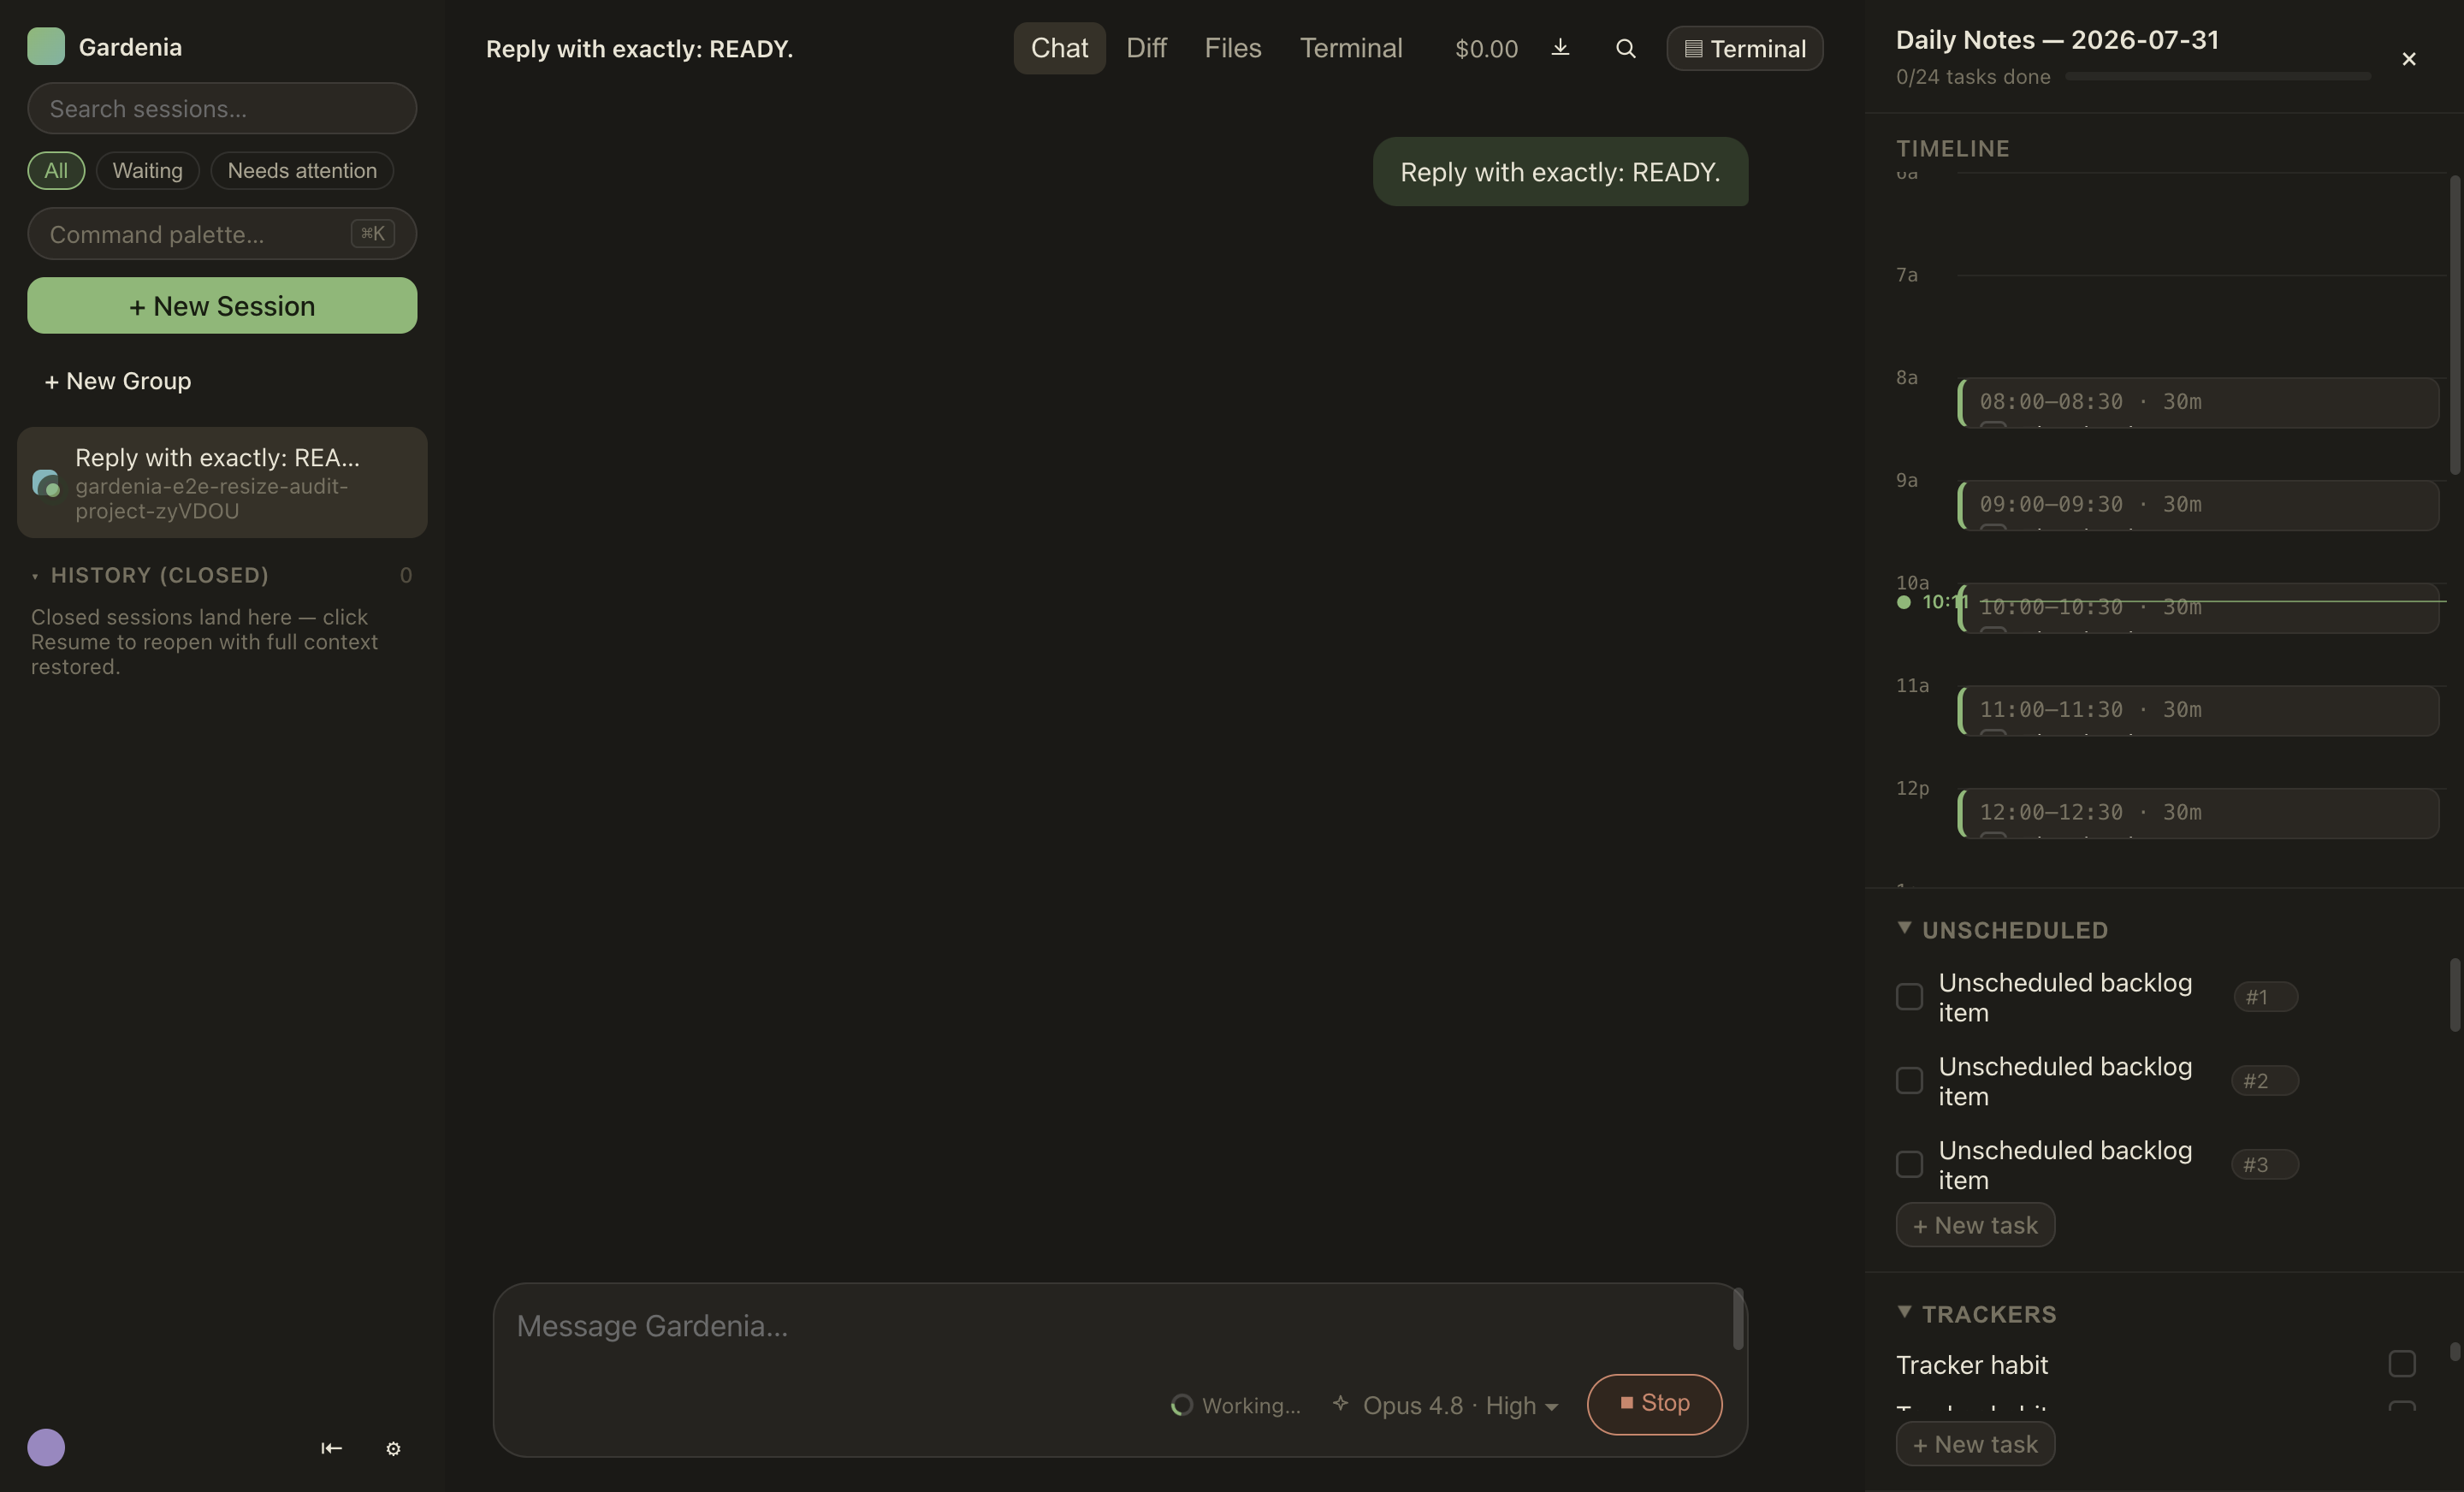 Gardenia
Search sessions...
All
Waiting
Needs attention
Command palette...
⌘K
+ New Session
+ New Group
Reply with exactly: REA...
gardenia-e2e-resize-audit-
project-zyVDOU
HISTORY (CLOSED)
0
Closed sessions land here — click
Resume to reopen with full context
restored.
Reply with exactly: READY.
Chat
Diff
Files
Terminal
$0.00
Terminal
Reply with exactly: READY.
Message Gardenia...
Working...
Opus 4.8 · High
Stop
Daily Notes — 2026-07-31
0/24 tasks done
TIMELINE
6a
7a
8a
08:00–08:30 · 30m
9a
09:00–09:30 · 30m
10a
10:11
10:00–10:30 · 30m
11a
11:00–11:30 · 30m
12p
12:00–12:30 · 30m
UNSCHEDULED
Unscheduled backlog
item
#1
Unscheduled backlog
item
#2
Unscheduled backlog
item
#3
+ New task
TRACKERS
Tracker habit
+ New task